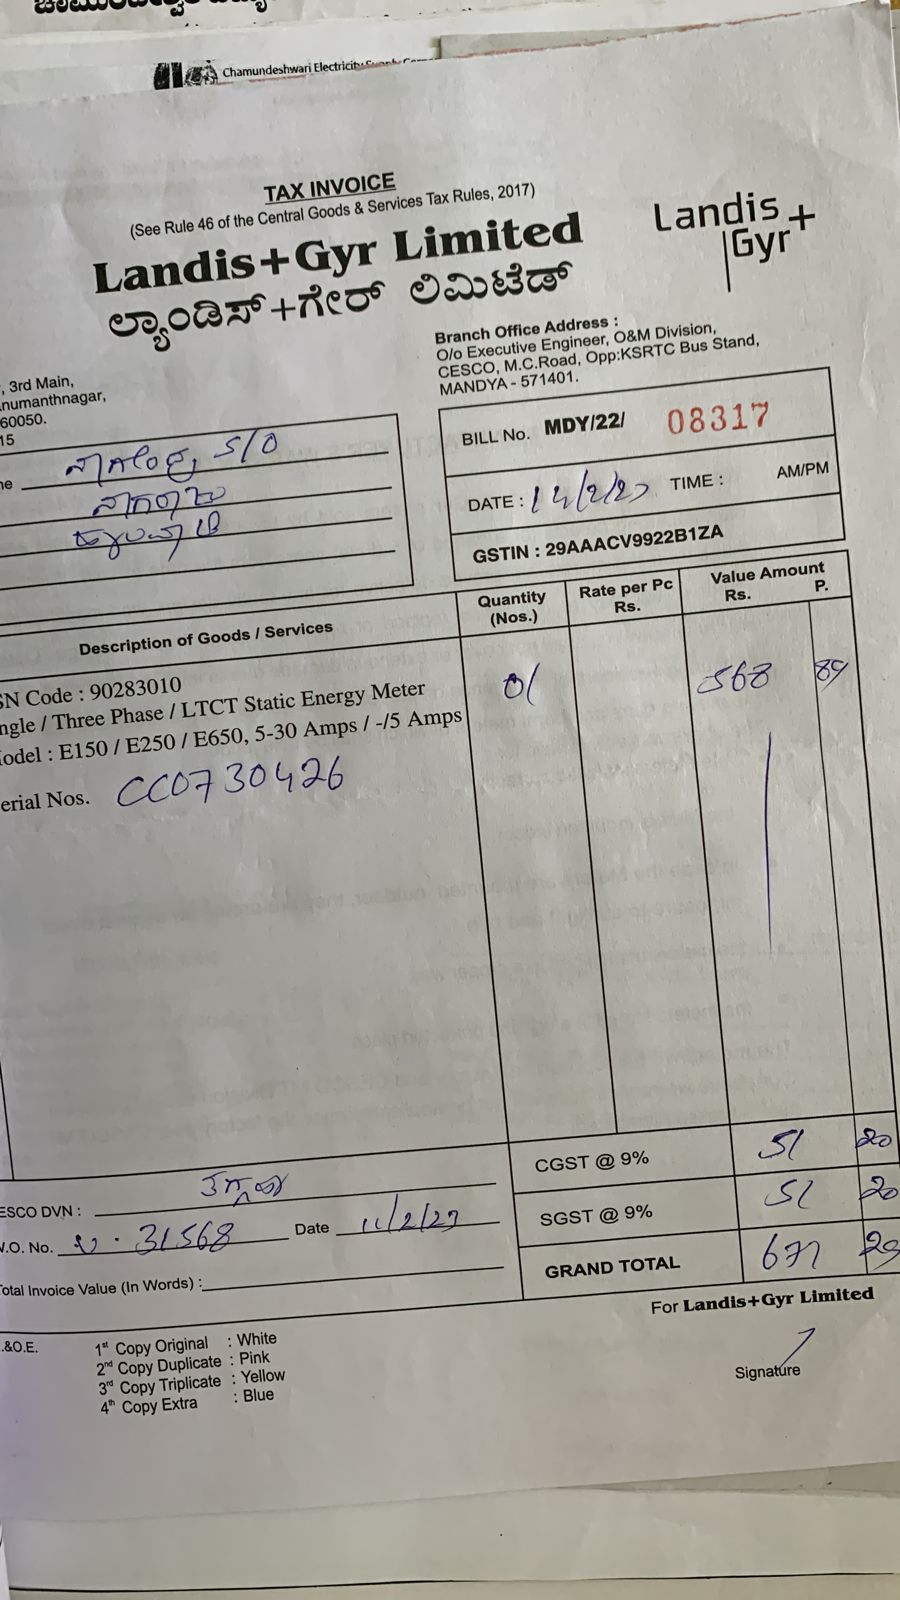 Chamundeshwari Electricity Supply
TAX INVOICE
(See Rule 46 of the Central Goods & Services Tax Rules, 2017)
Landis+Gyr Limited
ಲ್ಯಾಂಡಿಸ್+ಗೇರ್ ಲಿಮಿಟೆಡ್
Landis
Gyr+
Branch Office Address :
O/o Executive Engineer, O&M Division,
CESCO, M.C.Road, Opp:KSRTC Bus Stand,
MANDYA - 571401.
, 3rd Main,
numanthnagar,
60050.
15
me S/O
BILL No. MDY/22/ 08317
DATE : TIME : AM/PM
GSTIN : 29AAACV9922B1ZA
Description of Goods / Services Quantity (Nos.) Rate per Pc Rs. Value Amount Rs. P.
SN Code : 90283010 01 568 89
ngle / Three Phase / LTCT Static Energy Meter
Model : E150 / E250 / E650, 5-30 Amps / -/5 Amps
erial Nos. CC0730426
CGST @ 9% 51 20
SGST @ 9% 51 20
GRAND TOTAL 671 29
ESCO DVN :
W.O. No. 31568 Date 11/2/23
Total Invoice Value (In Words) :
For Landis+Gyr Limited
.&O.E.
1st Copy Original : White
2nd Copy Duplicate : Pink
3rd Copy Triplicate : Yellow
4th Copy Extra : Blue
Signature